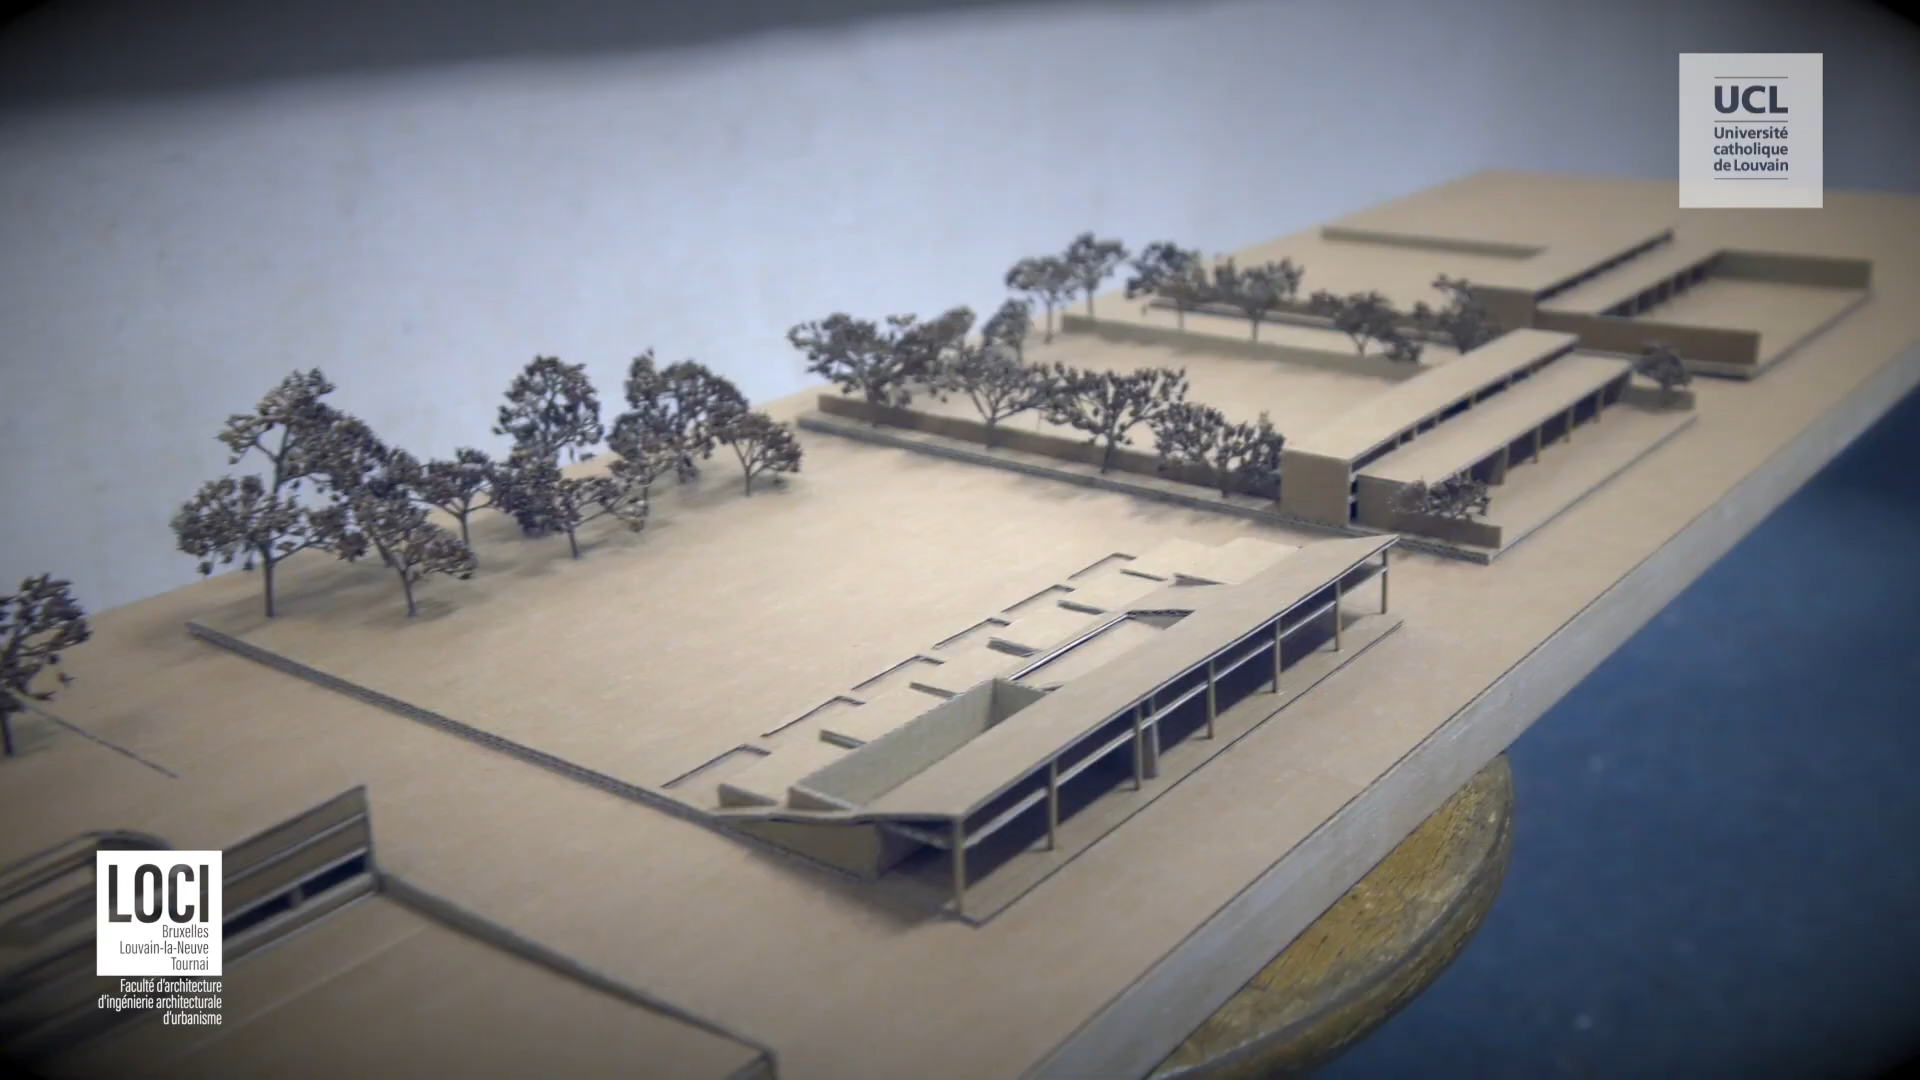 UCL
Université
catholique
de Louvain
LOCI
Bruxelles
Louvain-la-Neuve
Tournai
Faculté d'architecture
d'ingénierie architecturale
d'urbanisme